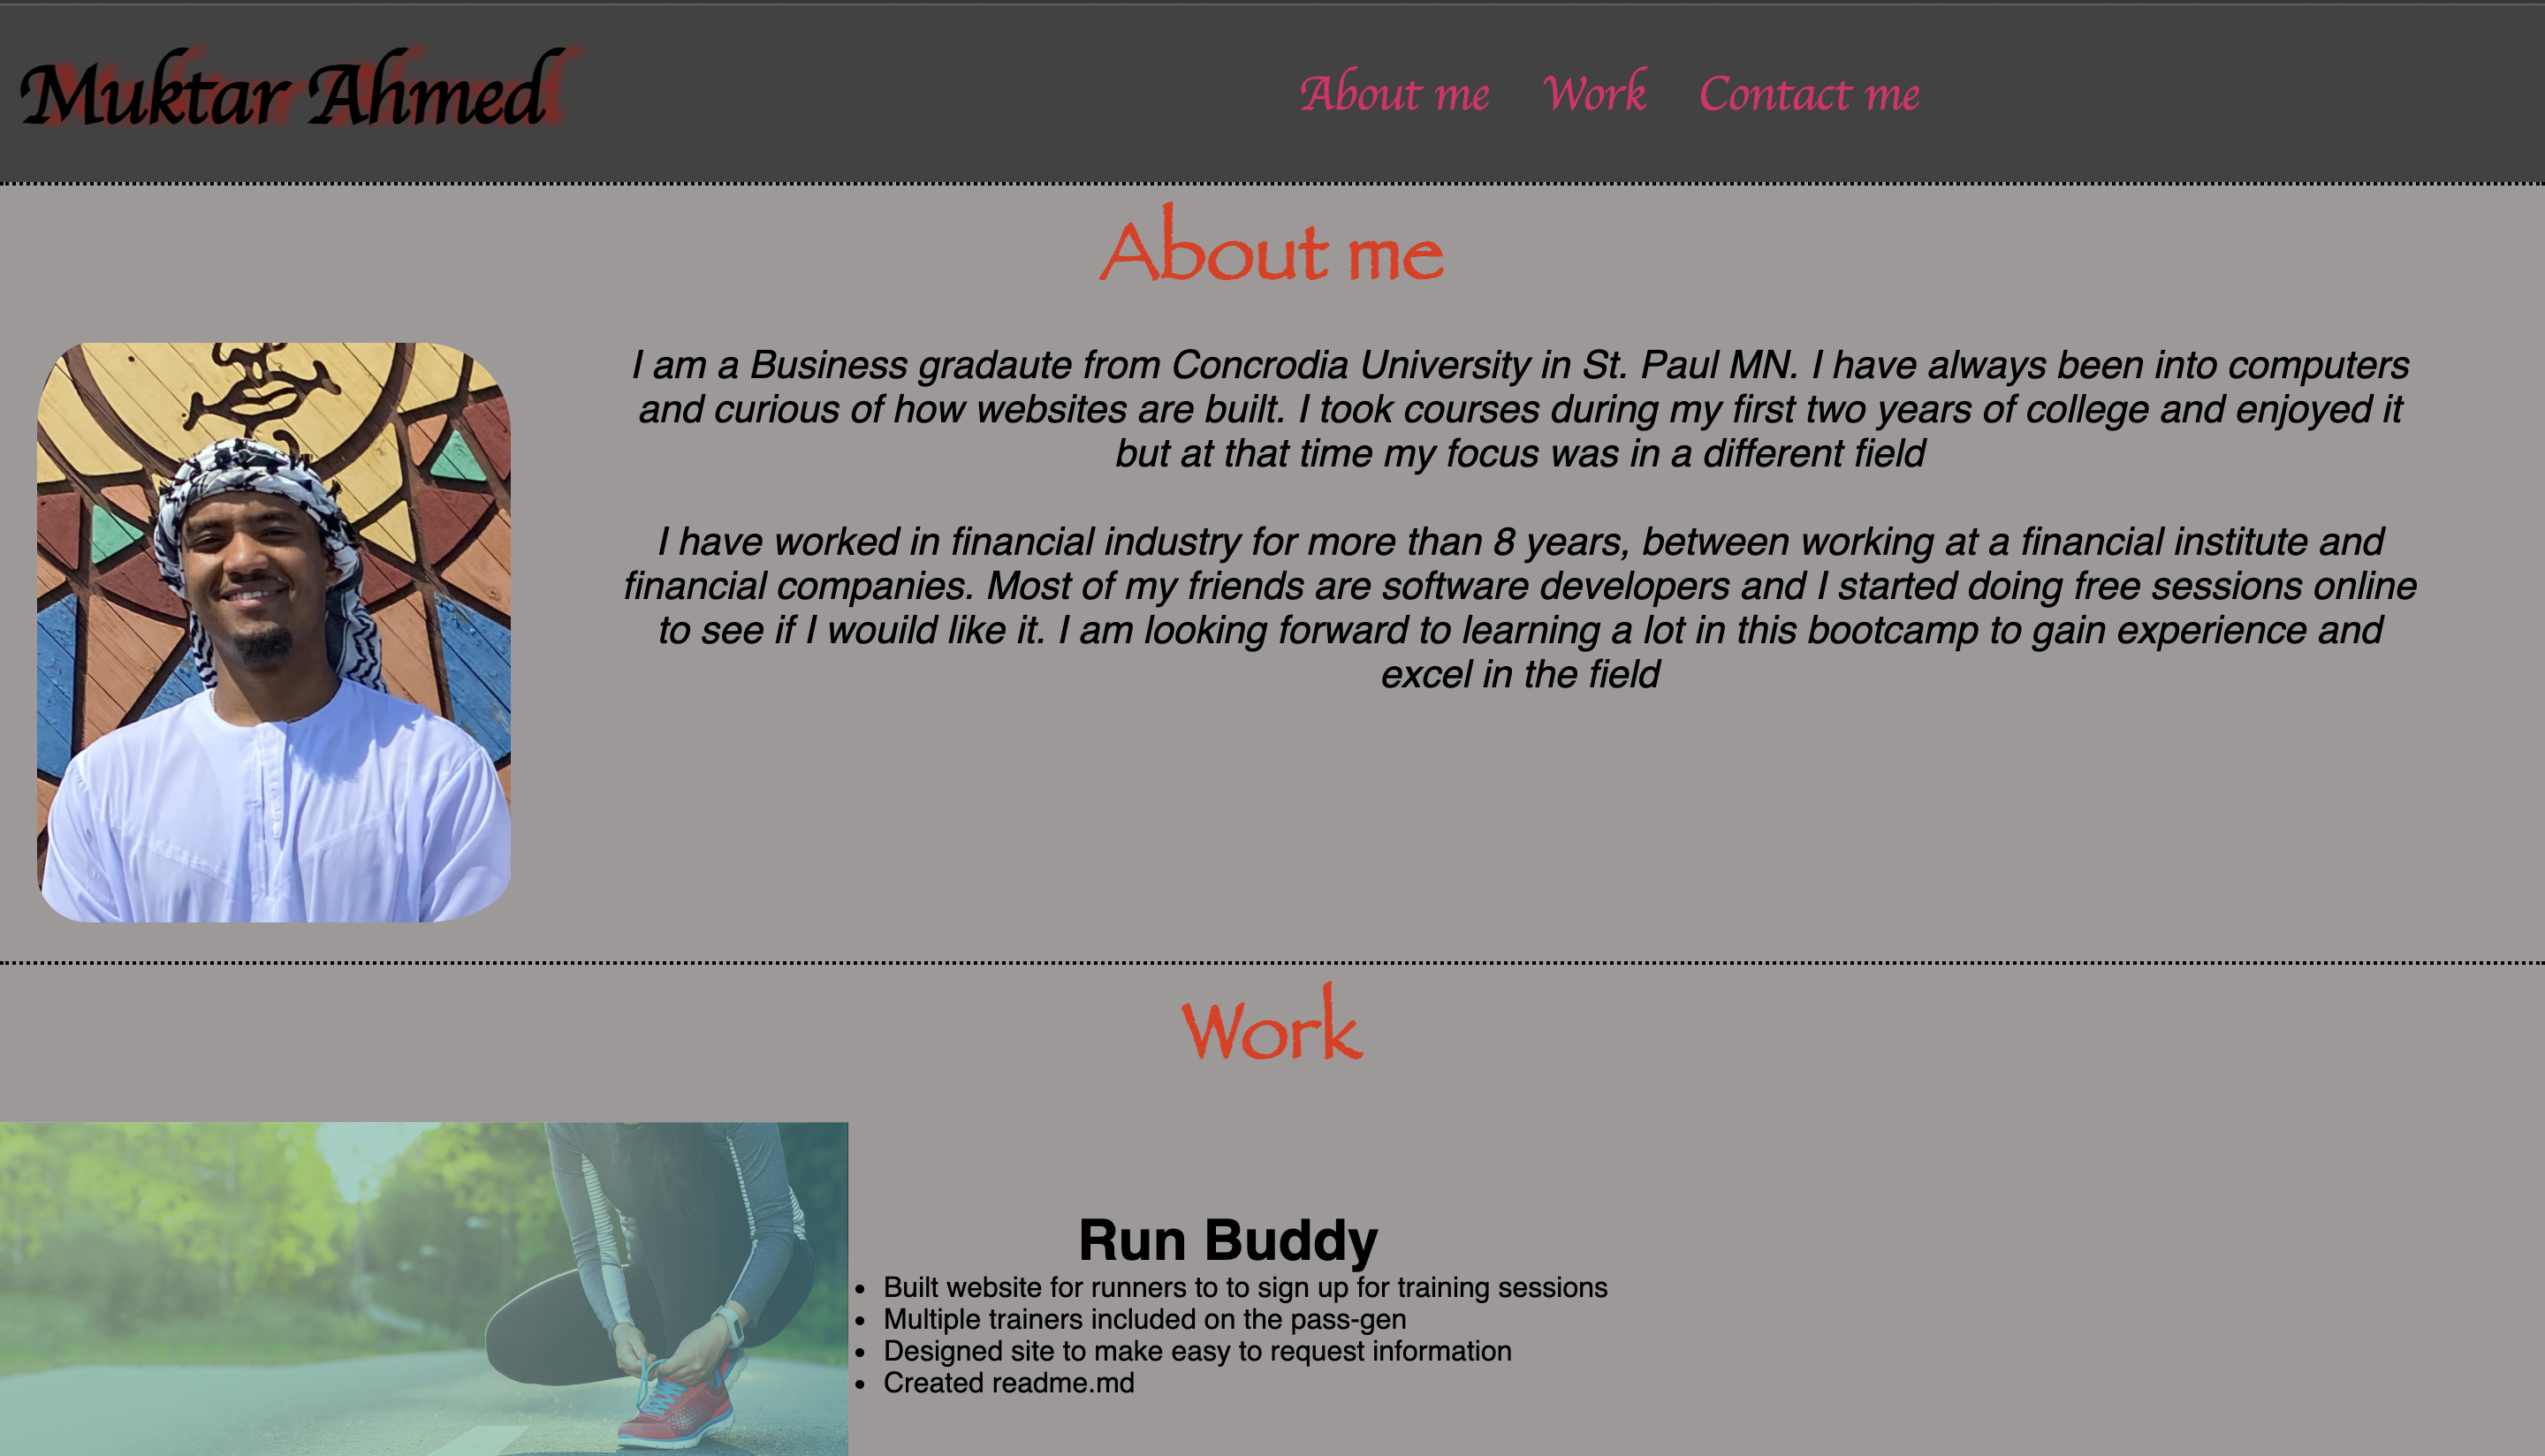 Muktar Ahmed
About me Work Contact me
About me
I am a Business gradaute from Concrodia University in St. Paul MN. I have always been into computers
and curious of how websites are built. I took courses during my first two years of college and enjoyed it
but at that time my focus was in a different field
I have worked in financial industry for more than 8 years, between working at a financial institute and
financial companies. Most of my friends are software developers and I started doing free sessions online
to see if I wouild like it. I am looking forward to learning a lot in this bootcamp to gain experience and
excel in the field
Work
Run Buddy
• Built website for runners to to sign up for training sessions
• Multiple trainers included on the pass-gen
• Designed site to make easy to request information
• Created readme.md